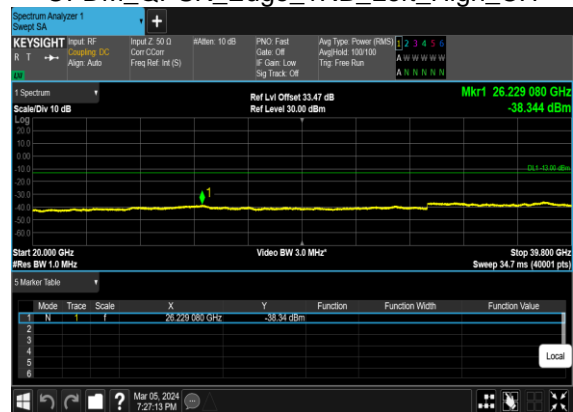 Spectrum Analyzer 1
Swept SA
+
KEYSIGHT
R T
Input: RF
Coupling: DC
Align: Auto
Input Z: 50 Ω
Corr CCorr
Freq Ref: Int (S)
#Atten: 10 dB
PNO: Fast
Gate: Off
IF Gain: Low
Sig Track: Off
Avg Type: Power (RMS)
Avg|Hold: 100/100
Trig: Free Run
1 2 3 4 5 6
A W W W W W
A N N N N N
1 Spectrum
Scale/Div 10 dB
Ref Lvl Offset 33.47 dB
Ref Level 30.00 dBm
Mkr1 26.229 080 GHz
-38.344 dBm
Log
20.0
10.0
0.00
-10.0
DL1 -13.00 dBm
-20.0
-30.0
1
-40.0
-50.0
-60.0
Start 20.000 GHz
#Res BW 1.0 MHz
Video BW 3.0 MHz*
Stop 39.800 GHz
Sweep 34.7 ms (40001 pts)
5 Marker Table
Mode Trace Scale X Y Function Function Width Function Value
1 N 1 f 26.229 080 GHz -38.34 dBm
2
3
4
5
6
Local
?
Mar 05, 2024
7:27:13 PM